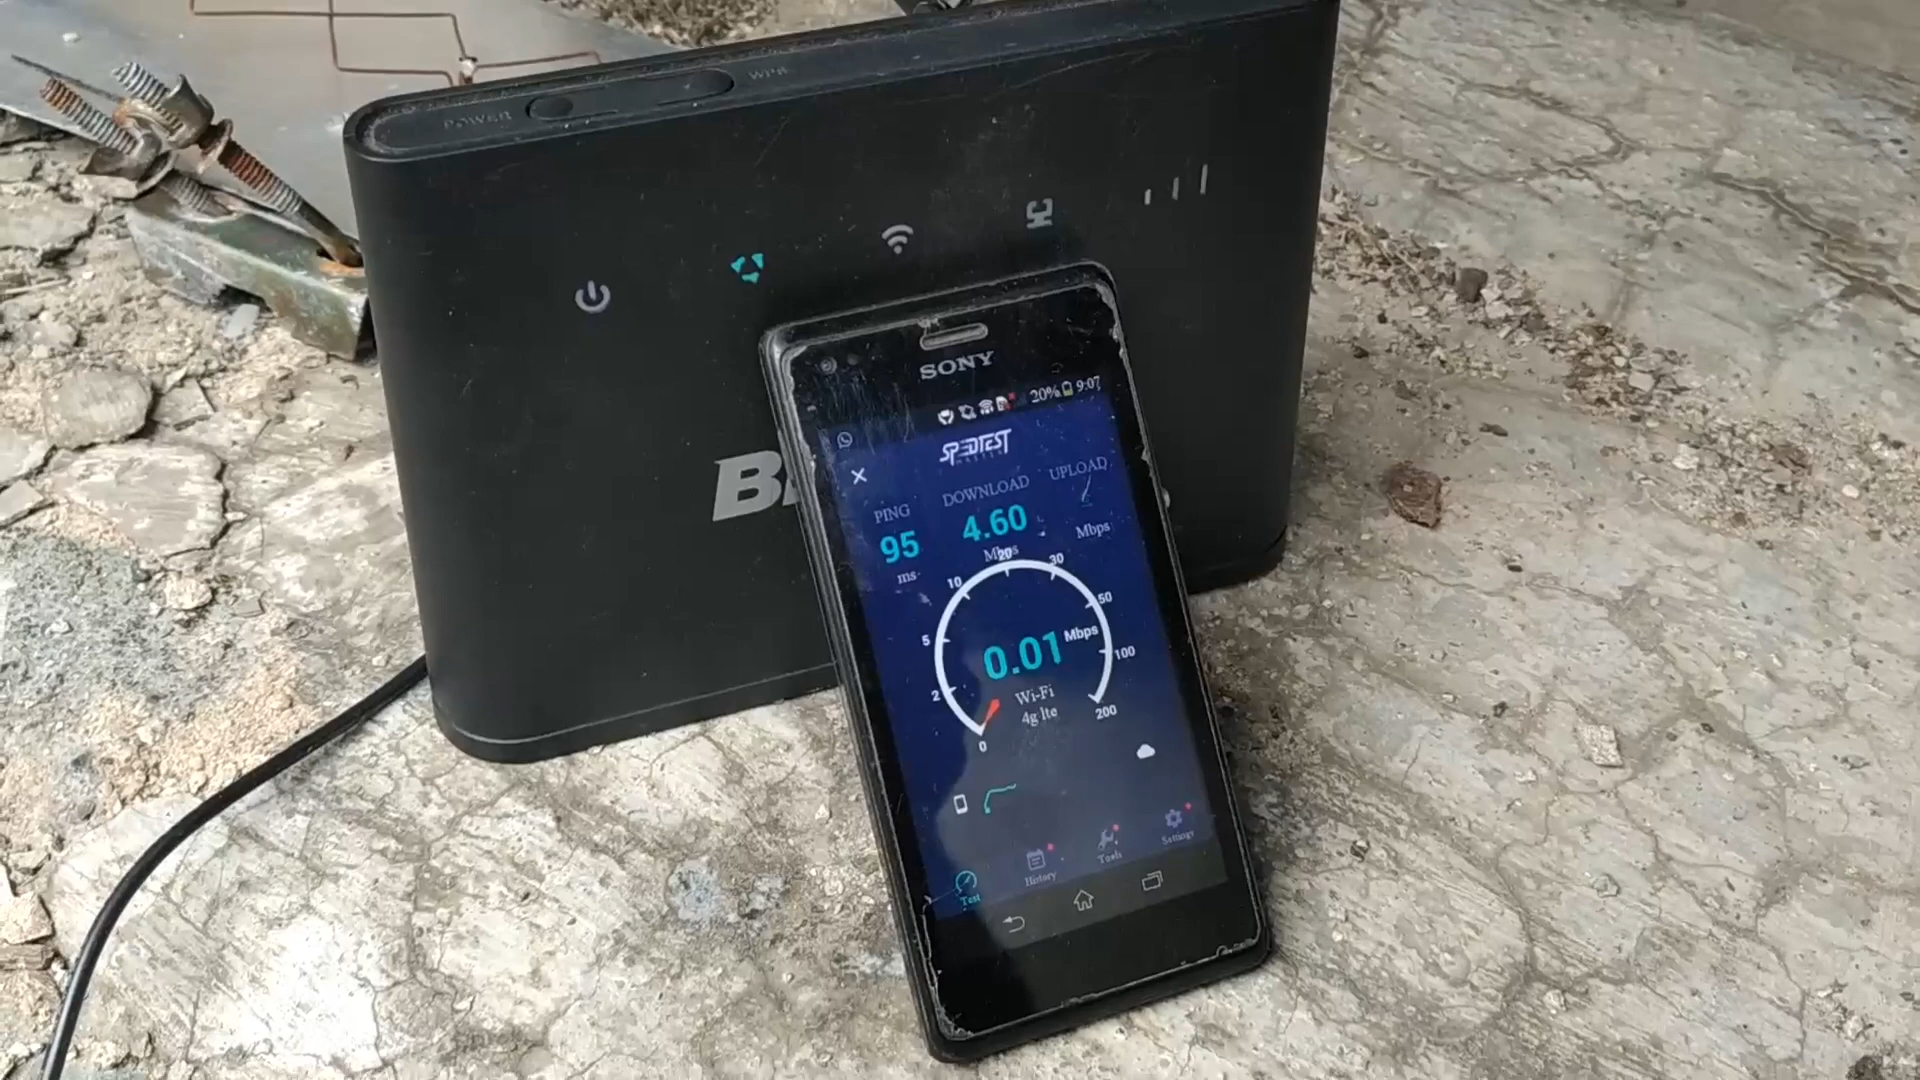 POWER
WPS
B
SONY
20% 9:07
SPEEDTEST
MASTER
PING DOWNLOAD UPLOAD
95 4.60
ms Mbps Mbps
0 2 5 10 20 30 50 100 200
0.01 Mbps
Wi-Fi
4g lte
Test History Tools Settings